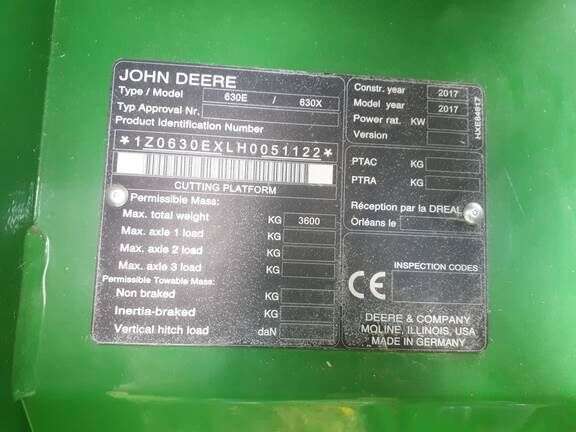 JOHN DEERE
Type / Model 630E / 630X
Typ Approval Nr.
Product Identification Number
*1Z0630EXLH0051122*
CUTTING PLATFORM
Permissible Mass:
Max. total weight KG 3600
Max. axle 1 load KG
Max. axle 2 load KG
Max. axle 3 load KG
Permissible Towable Mass:
Non braked KG
Inertia-braked KG
Vertical hitch load daN
Constr. year 2017
Model year 2017
Power rat. KW
Version
HXE84617
PTAC KG
PTRA KG
Réception par la DREAL
Orléans le
CE
INSPECTION CODES
DEERE & COMPANY
MOLINE, ILLINOIS, USA
MADE IN GERMANY